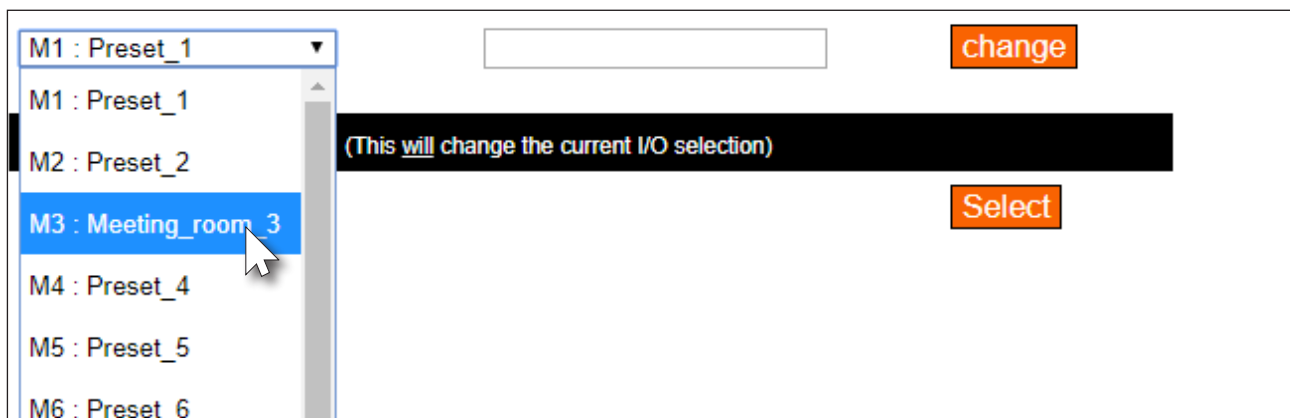 M1 : Preset_1 change
M1 : Preset_1
(This will change the current I/O selection)
M2 : Preset_2
M3 : Meeting_room_3 Select
M4 : Preset_4
M5 : Preset_5
M6 : Preset_6